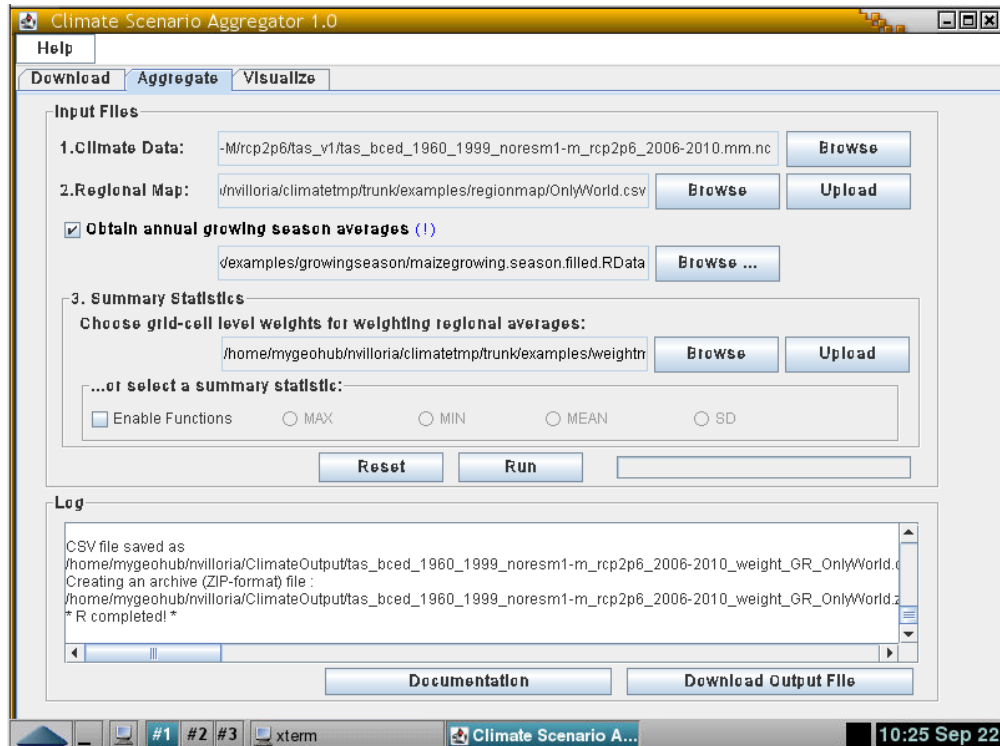 Climate Scenario Aggregator 1.0
Help
Download Aggregate Visualize
Input Files
1.Climate Data: -M/rcp2p6/tas_v1/tas_bced_1960_1999_noresm1-m_rcp2p6_2006-2010.mm.nc Browse
2.Regional Map: /nvilloria/climatetmp/trunk/examples/regionmap/OnlyWorld.csv Browse Upload
Obtain annual growing season averages (!)
/examples/growingseason/maizegrowing.season.filled.RData Browse ...
3. Summary Statistics
Choose grid-cell level weights for weighting regional averages:
/home/mygeohub/nvilloria/climatetmp/trunk/examples/weightm Browse Upload
...or select a summary statistic:
Enable Functions MAX MIN MEAN SD
Reset Run
Log
CSV file saved as
/home/mygeohub/nvilloria/ClimateOutput/tas_bced_1960_1999_noresm1-m_rcp2p6_2006-2010_weight_GR_OnlyWorld.c
Creating an archive (ZIP-format) file :
/home/mygeohub/nvilloria/ClimateOutput/tas_bced_1960_1999_noresm1-m_rcp2p6_2006-2010_weight_GR_OnlyWorld.z
* R completed! *
Documentation Download Output File
#1 #2 #3 xterm Climate Scenario A... 10:25 Sep 22